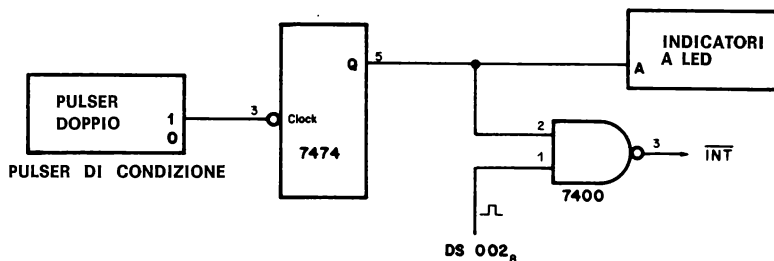 PULSER
DOPPIO
1
0
PULSER DI CONDIZIONE
3
Clock
Q
5
7474
INDICATORI
A LED
A
2
1
3
INT
7400
DS 002₈